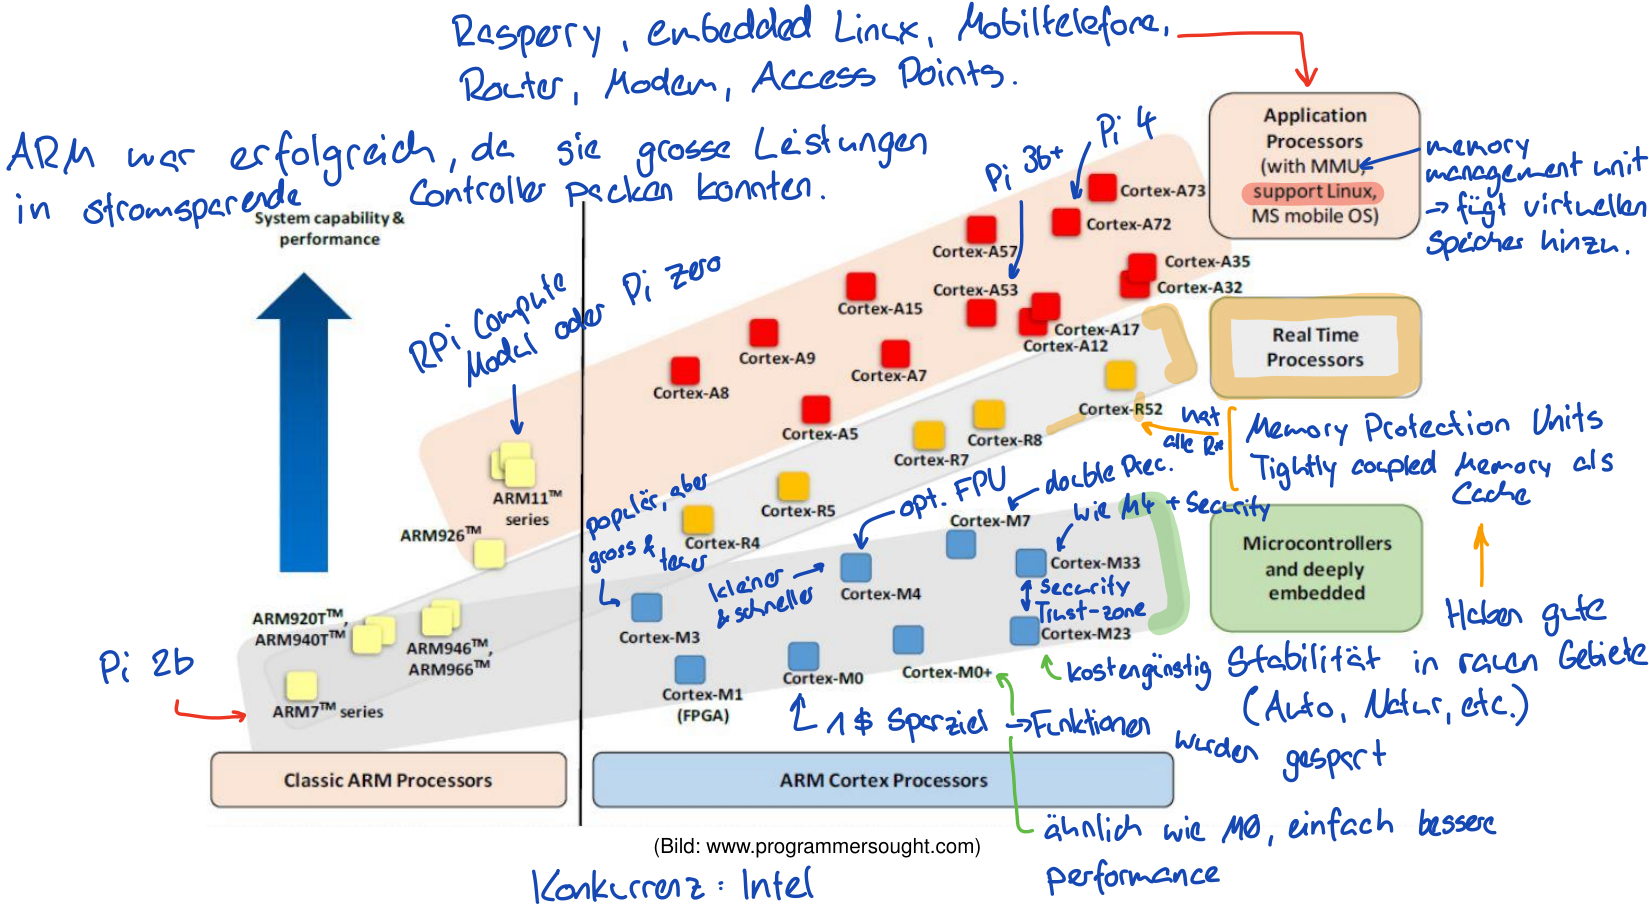 Rasperry, embedded Linux, Mobiltelefone,
Router, Modem, Access Points.
ARM war erfolgreich, da sie grosse Leistungen
in stromsparende Controller packen konnten.
System capability &
performance
RPi Compute
Modul oder Pi Zero
Pi 3b+
Pi 4
Application
Processors
(with MMU,
support Linux,
MS mobile OS)
memory
management unit
→ fügt virtuellen
Speicher hinzu.
Cortex-A73
Cortex-A72
Cortex-A57
Cortex-A35
Cortex-A32
Cortex-A53
Cortex-A15
Cortex-A17
Cortex-A12
Cortex-A9
Cortex-A7
Cortex-A8
Cortex-A5
Real Time
Processors
Cortex-R52
Cortex-R8
Cortex-R7
Cortex-R5
Cortex-R4
hat
alle Rx
Memory Protection Units
Tightly coupled Memory als
Cache
ARM11™
series
ARM926™
populär, aber
gross & teuer
kleiner
& schneller
opt. FPU
double Prec.
wie M4 + Security
Cortex-M7
Cortex-M33
Cortex-M4
security
Trust-zone
Cortex-M23
Microcontrollers
and deeply
embedded
ARM920T™,
ARM940T™
ARM946™,
ARM966™
ARM7™ series
Pi 2b
Cortex-M3
Cortex-M1
(FPGA)
Cortex-M0
Cortex-M0+
kostengünstig
Haben gute
Stabilität in rauen Gebiete
(Auto, Natur, etc.)
1$ Sparziel → Funktionen wurden gespart
Classic ARM Processors
ARM Cortex Processors
ähnlich wie M0, einfach bessere
performance
(Bild: www.programmersought.com)
Konkurrenz: Intel